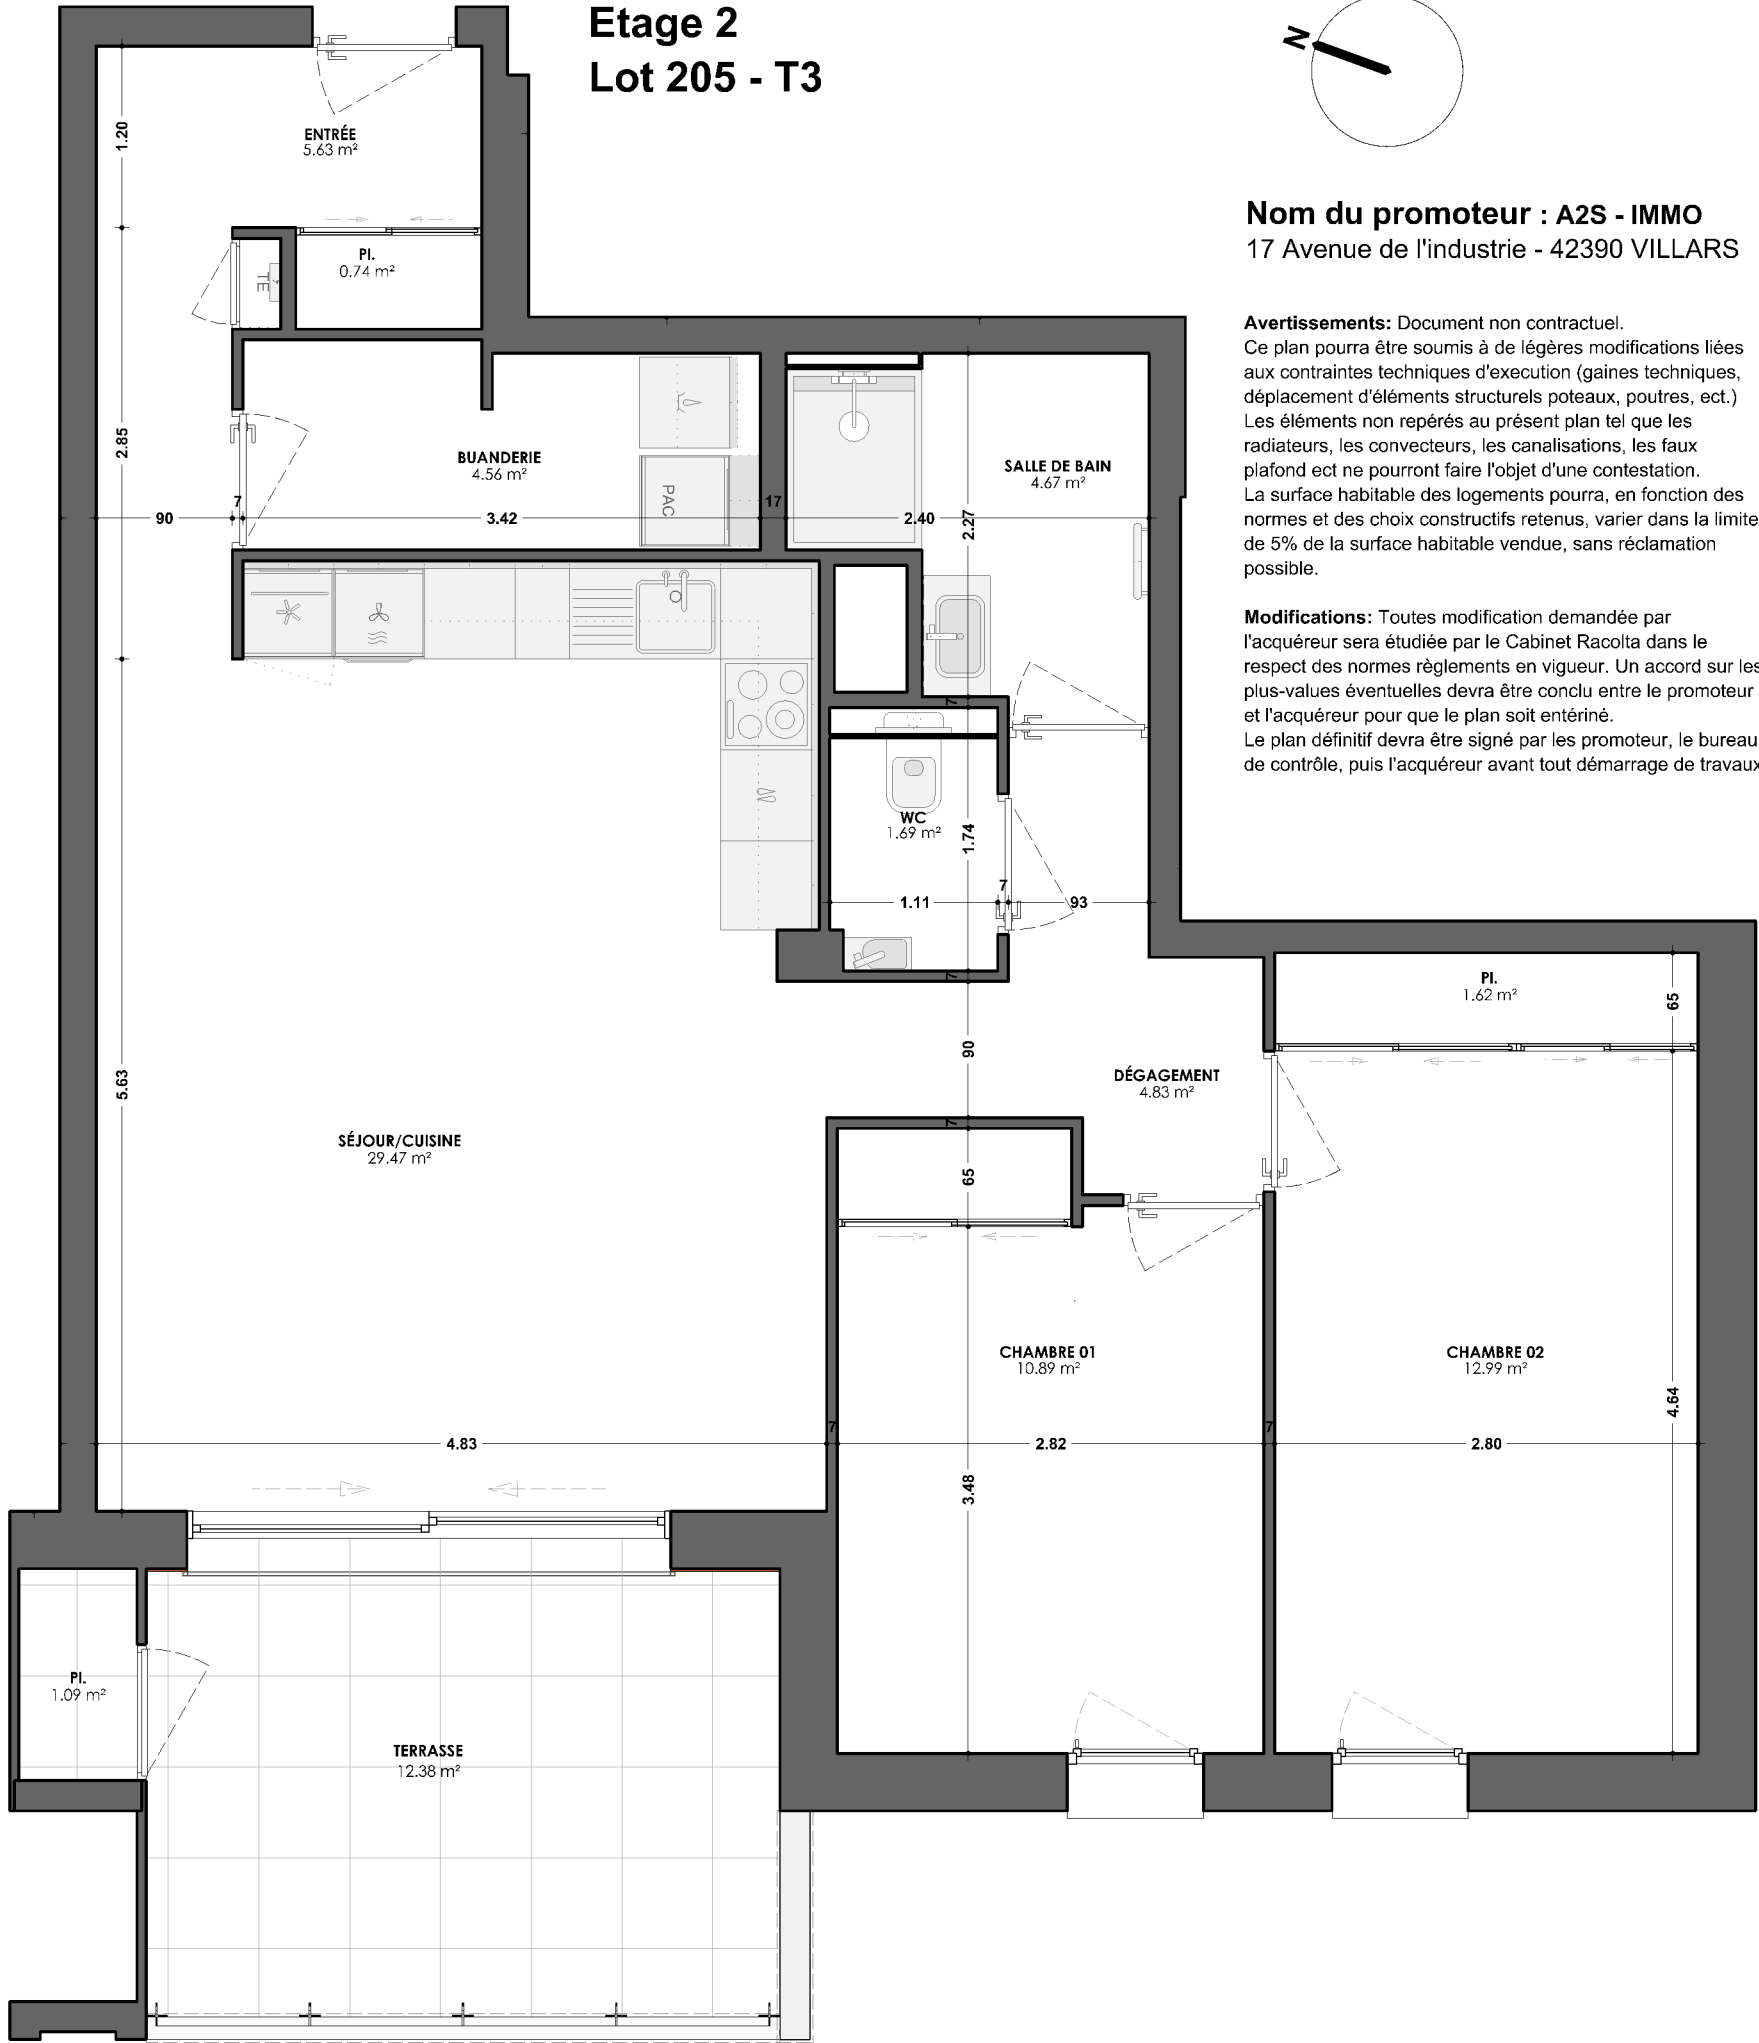 Etage 2
Lot 205 - T3
N
Nom du promoteur : A2S - IMMO
17 Avenue de l'industrie - 42390 VILLARS
Avertissements: Document non contractuel.
Ce plan pourra être soumis à de légères modifications liées
aux contraintes techniques d'execution (gaines techniques,
déplacement d'éléments structurels poteaux, poutres, ect.)
Les éléments non repérés au présent plan tel que les
radiateurs, les convecteurs, les canalisations, les faux
plafond ect ne pourront faire l'objet d'une contestation.
La surface habitable des logements pourra, en fonction des
normes et des choix constructifs retenus, varier dans la limite
de 5% de la surface habitable vendue, sans réclamation
possible.
Modifications: Toutes modification demandée par
l'acquéreur sera étudiée par le Cabinet Racolta dans le
respect des normes règlements en vigueur. Un accord sur les
plus-values éventuelles devra être conclu entre le promoteur
et l'acquéreur pour que le plan soit entériné.
Le plan définitif devra être signé par les promoteur, le bureau
de contrôle, puis l'acquéreur avant tout démarrage de travaux
1.20
ENTRÉE
5.63 m²
PI.
0.74 m²
TE
2.85
BUANDERIE
4.56 m²
PAC
SALLE DE BAIN
4.67 m²
90
7
3.42
17
2.40
2.27
7
WC
1.69 m²
1.74
1.11
7
93
7
PI.
1.62 m²
65
90
DÉGAGEMENT
4.83 m²
5.63
7
65
SÉJOUR/CUISINE
29.47 m²
CHAMBRE 01
10.89 m²
CHAMBRE 02
12.99 m²
4.64
4.83
7
2.82
7
2.80
3.48
PI.
1.09 m²
TERRASSE
12.38 m²